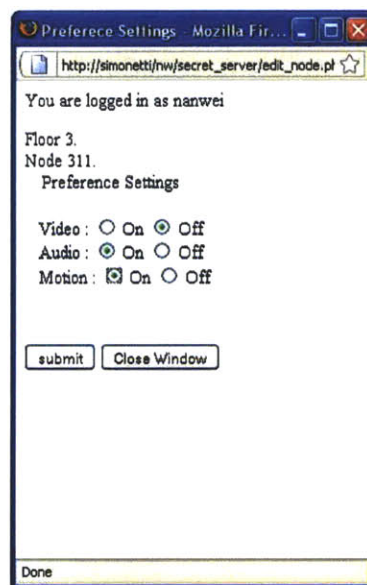 Preferece Settings - Mozilla Fir...
http://simonetti/nw/secret_server/edit_node.pl
You are logged in as nanwei
Floor 3.
Node 311.
Preference Settings
Video : On Off
Audio : On Off
Motion : On Off
submit Close Window
Done